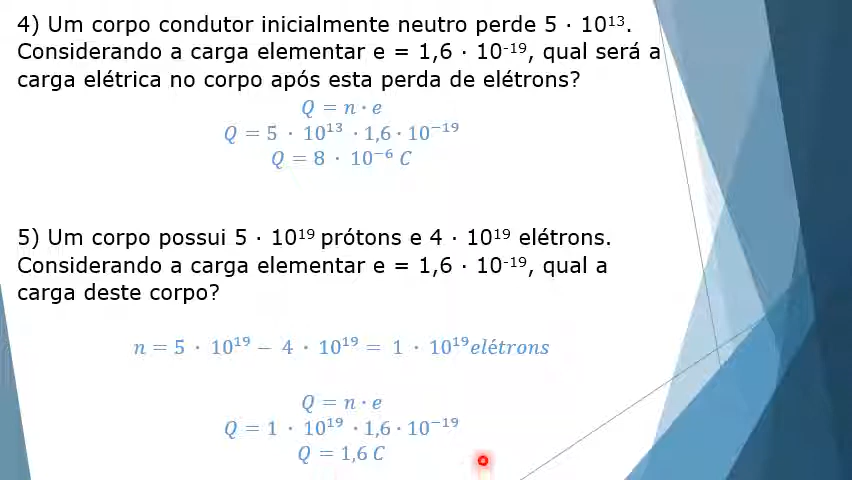 4) Um corpo condutor inicialmente neutro perde 5 · 10¹³.
Considerando a carga elementar e = 1,6 · 10⁻¹⁹, qual será a
carga elétrica no corpo após esta perda de elétrons?
Q = n · e
Q = 5 · 10¹³ · 1,6 · 10⁻¹⁹
Q = 8 · 10⁻⁶ C
5) Um corpo possui 5 · 10¹⁹ prótons e 4 · 10¹⁹ elétrons.
Considerando a carga elementar e = 1,6 · 10⁻¹⁹, qual a
carga deste corpo?
n = 5 · 10¹⁹ − 4 · 10¹⁹ = 1 · 10¹⁹ elétrons
Q = n · e
Q = 1 · 10¹⁹ · 1,6 · 10⁻¹⁹
Q = 1,6 C